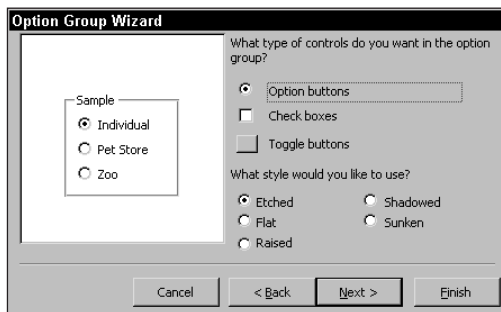 Option Group Wizard
What type of controls do you want in the option
group?
Sample
Individual
Pet Store
Zoo
Option buttons
Check boxes
Toggle buttons
What style would you like to use?
Etched
Shadowed
Flat
Sunken
Raised
Cancel
< Back
Next >
Finish